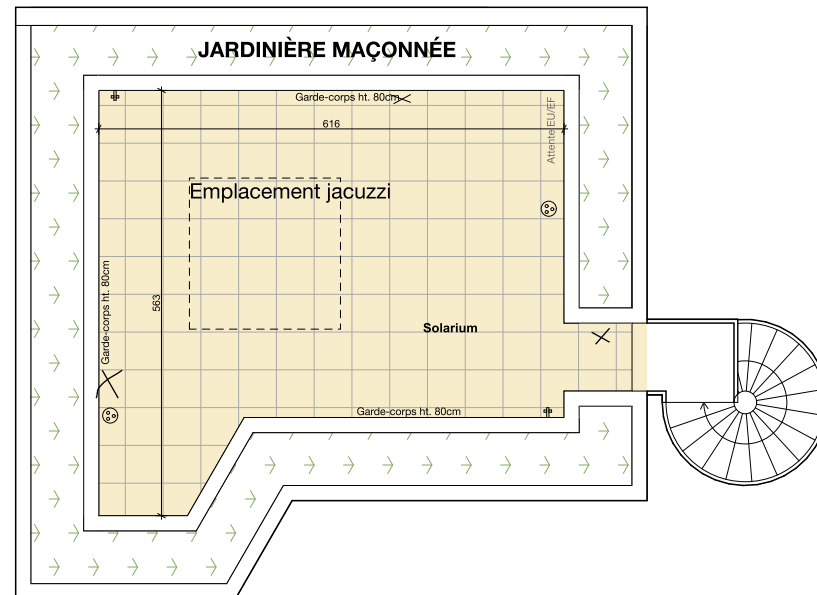 JARDINIÈRE MAÇONNÉE
Garde-corps ht. 80cm
616
Attente EU/EF
Emplacement jacuzzi
Garde-corps ht. 80cm
563
Solarium
Garde-corps ht. 80cm